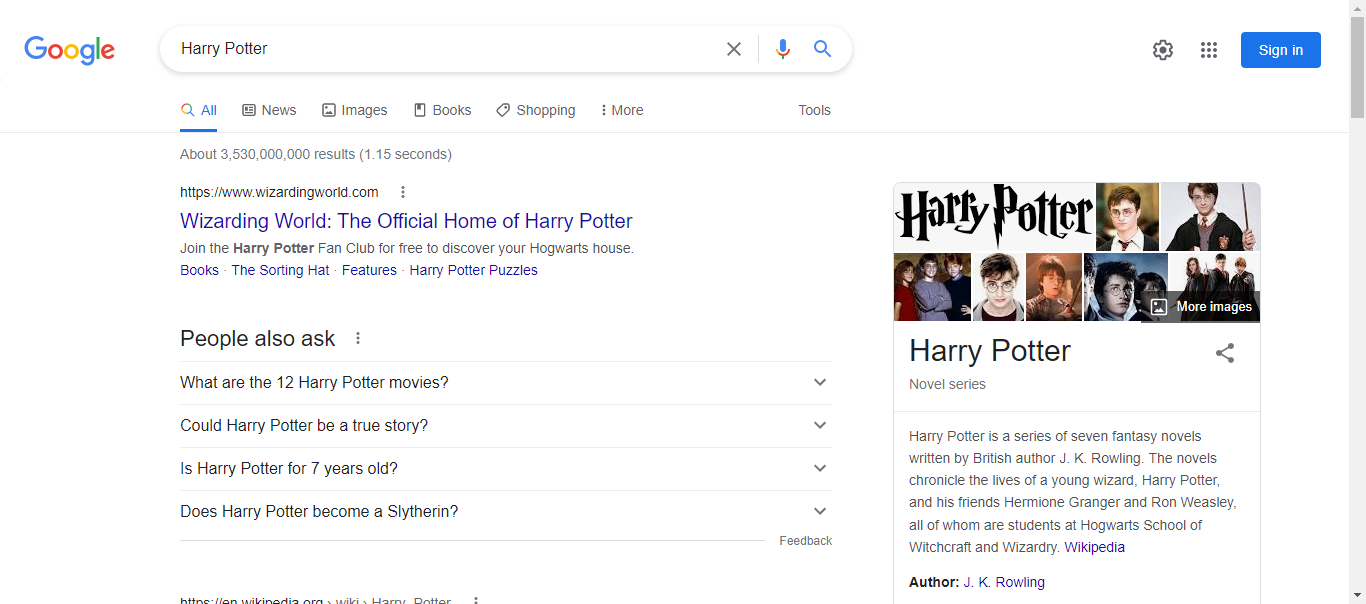 Google
Harry Potter
Sign in
All News Images Books Shopping More Tools
About 3,530,000,000 results (1.15 seconds)
https://www.wizardingworld.com
Wizarding World: The Official Home of Harry Potter
Join the Harry Potter Fan Club for free to discover your Hogwarts house.
Books · The Sorting Hat · Features · Harry Potter Puzzles
People also ask
What are the 12 Harry Potter movies?
Could Harry Potter be a true story?
Is Harry Potter for 7 years old?
Does Harry Potter become a Slytherin?
Feedback
https://en.wikipedia.org › wiki › Harry_Potter
Harry Potter
More images
Harry Potter
Novel series
Harry Potter is a series of seven fantasy novels
written by British author J. K. Rowling. The novels
chronicle the lives of a young wizard, Harry Potter,
and his friends Hermione Granger and Ron Weasley,
all of whom are students at Hogwarts School of
Witchcraft and Wizardry. Wikipedia
Author: J. K. Rowling